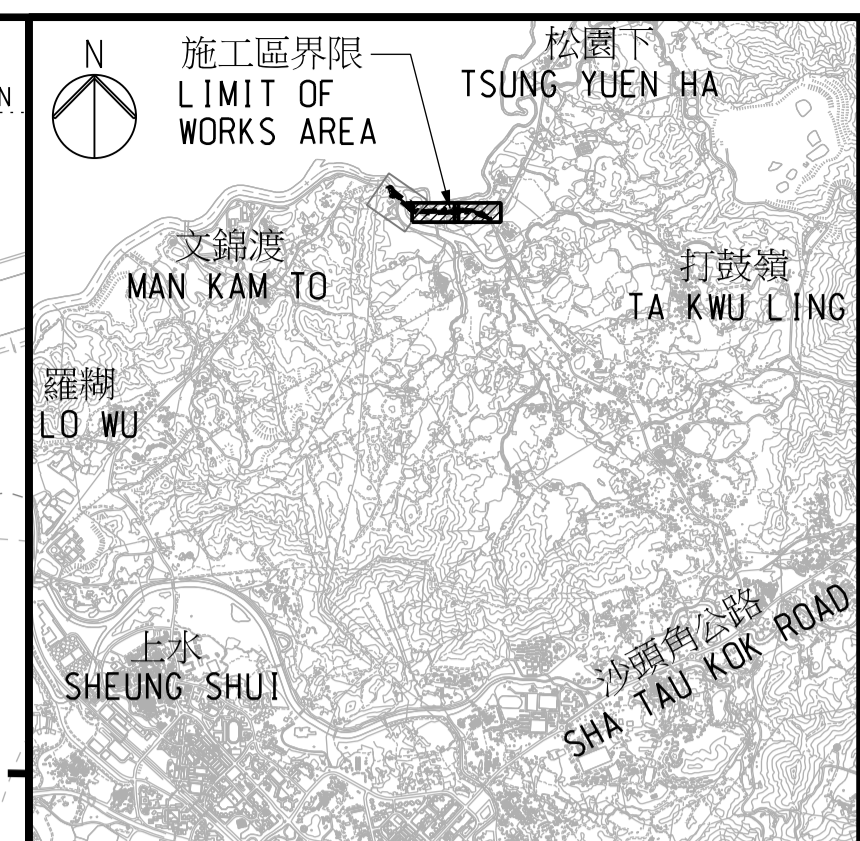 N
N
施工區界限
LIMIT OF
WORKS AREA
松園下
TSUNG YUEN HA
文錦渡
MAN KAM TO
打鼓嶺
TA KWU LING
羅糊
LO WU
上水
SHEUNG SHUI
沙頭角公路
SHA TAU KOK ROAD